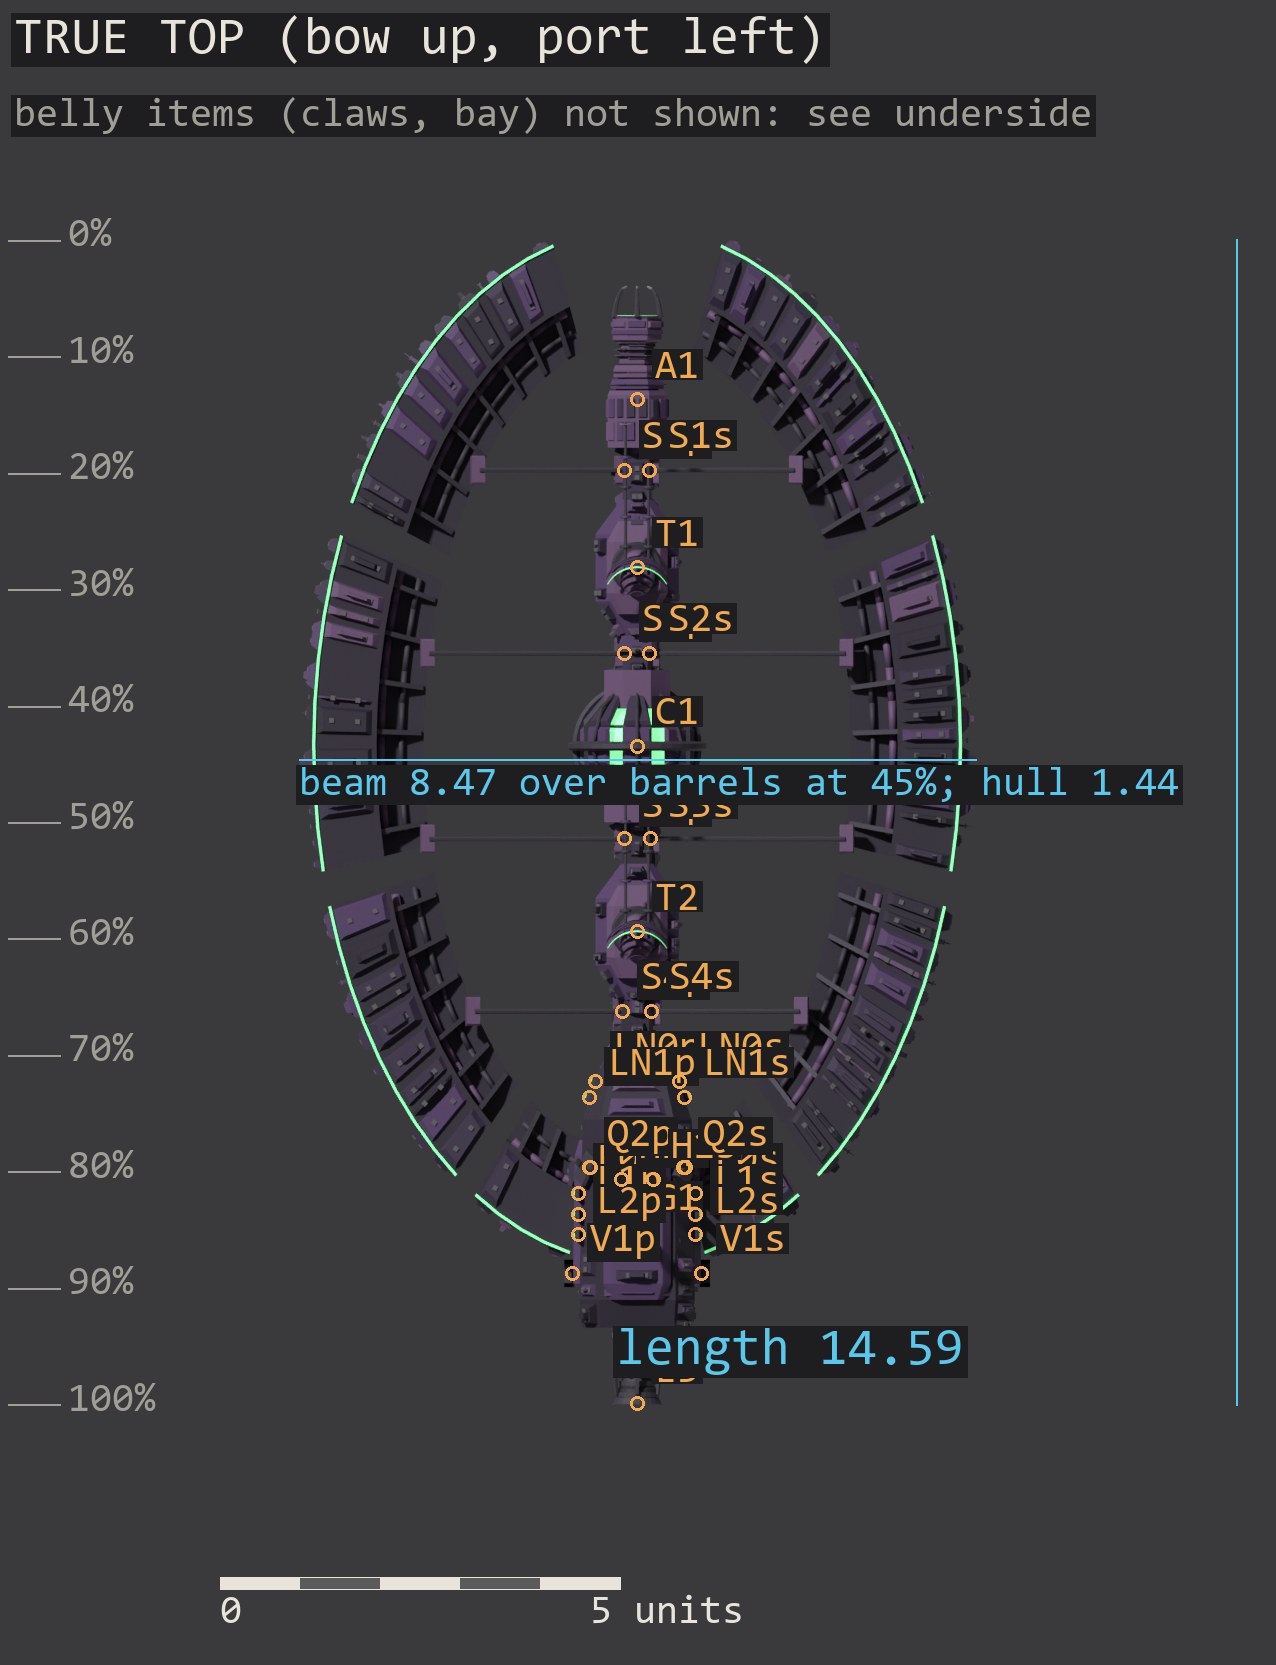 TRUE TOP (bow up, port left)
belly items (claws, bay) not shown: see underside
0%
10%
A1
S S1s
20%
T1
30%
S S2s
40%
C1
beam 8.47 over barrels at 45%; hull 1.44
50%
T2
60%
S4s
70%
LN1p LN1s
Q2p Q2s
80%
L2p L2s
V1p V1s
90%
length 14.59
100%
0 5 units